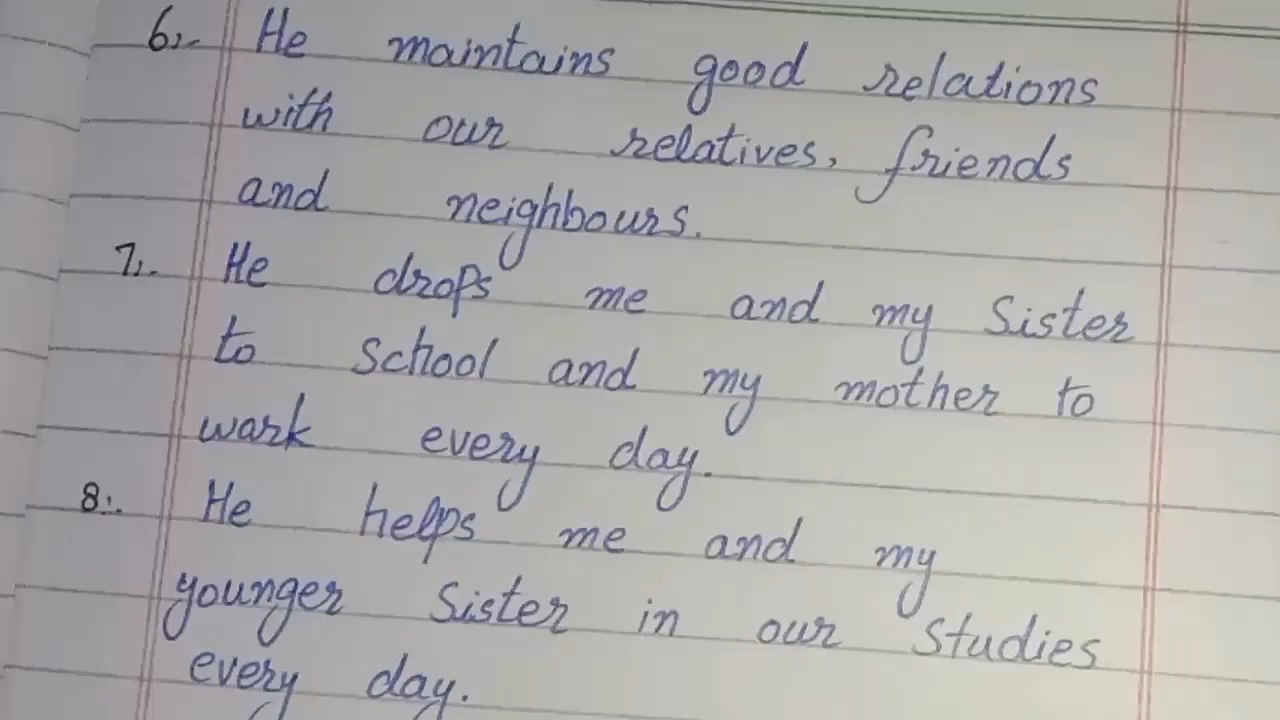 6:- He maintains good relations
with our relatives, friends
and neighbours.
7:- He drops me and my Sister
to school and my mother to
work every day.
8:- He helps me and my
younger Sister in our Studies
every day.